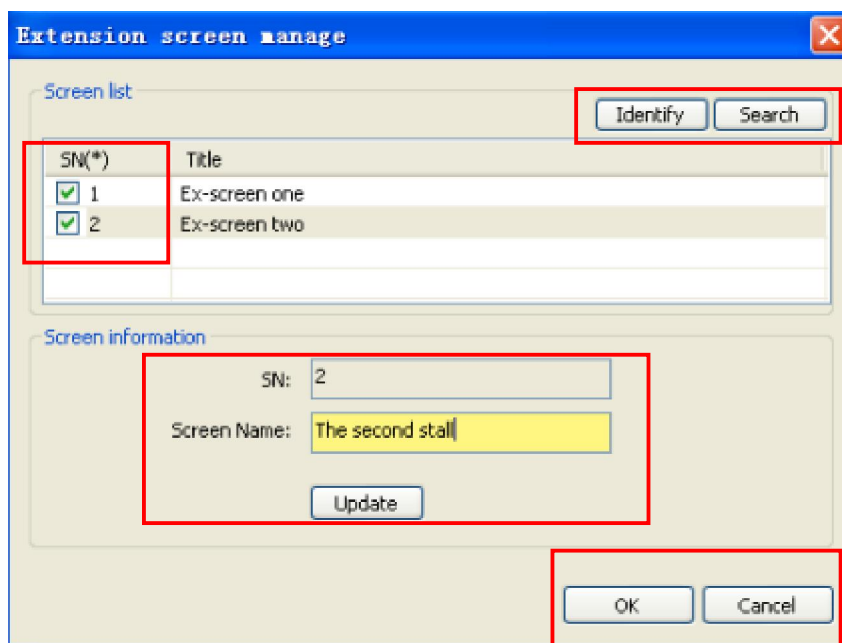 Extension screen manage
Screen list
Identify Search
SN(*) Title
1 Ex-screen one
2 Ex-screen two
Screen information
SN: 2
Screen Name: The second stall
Update
OK Cancel